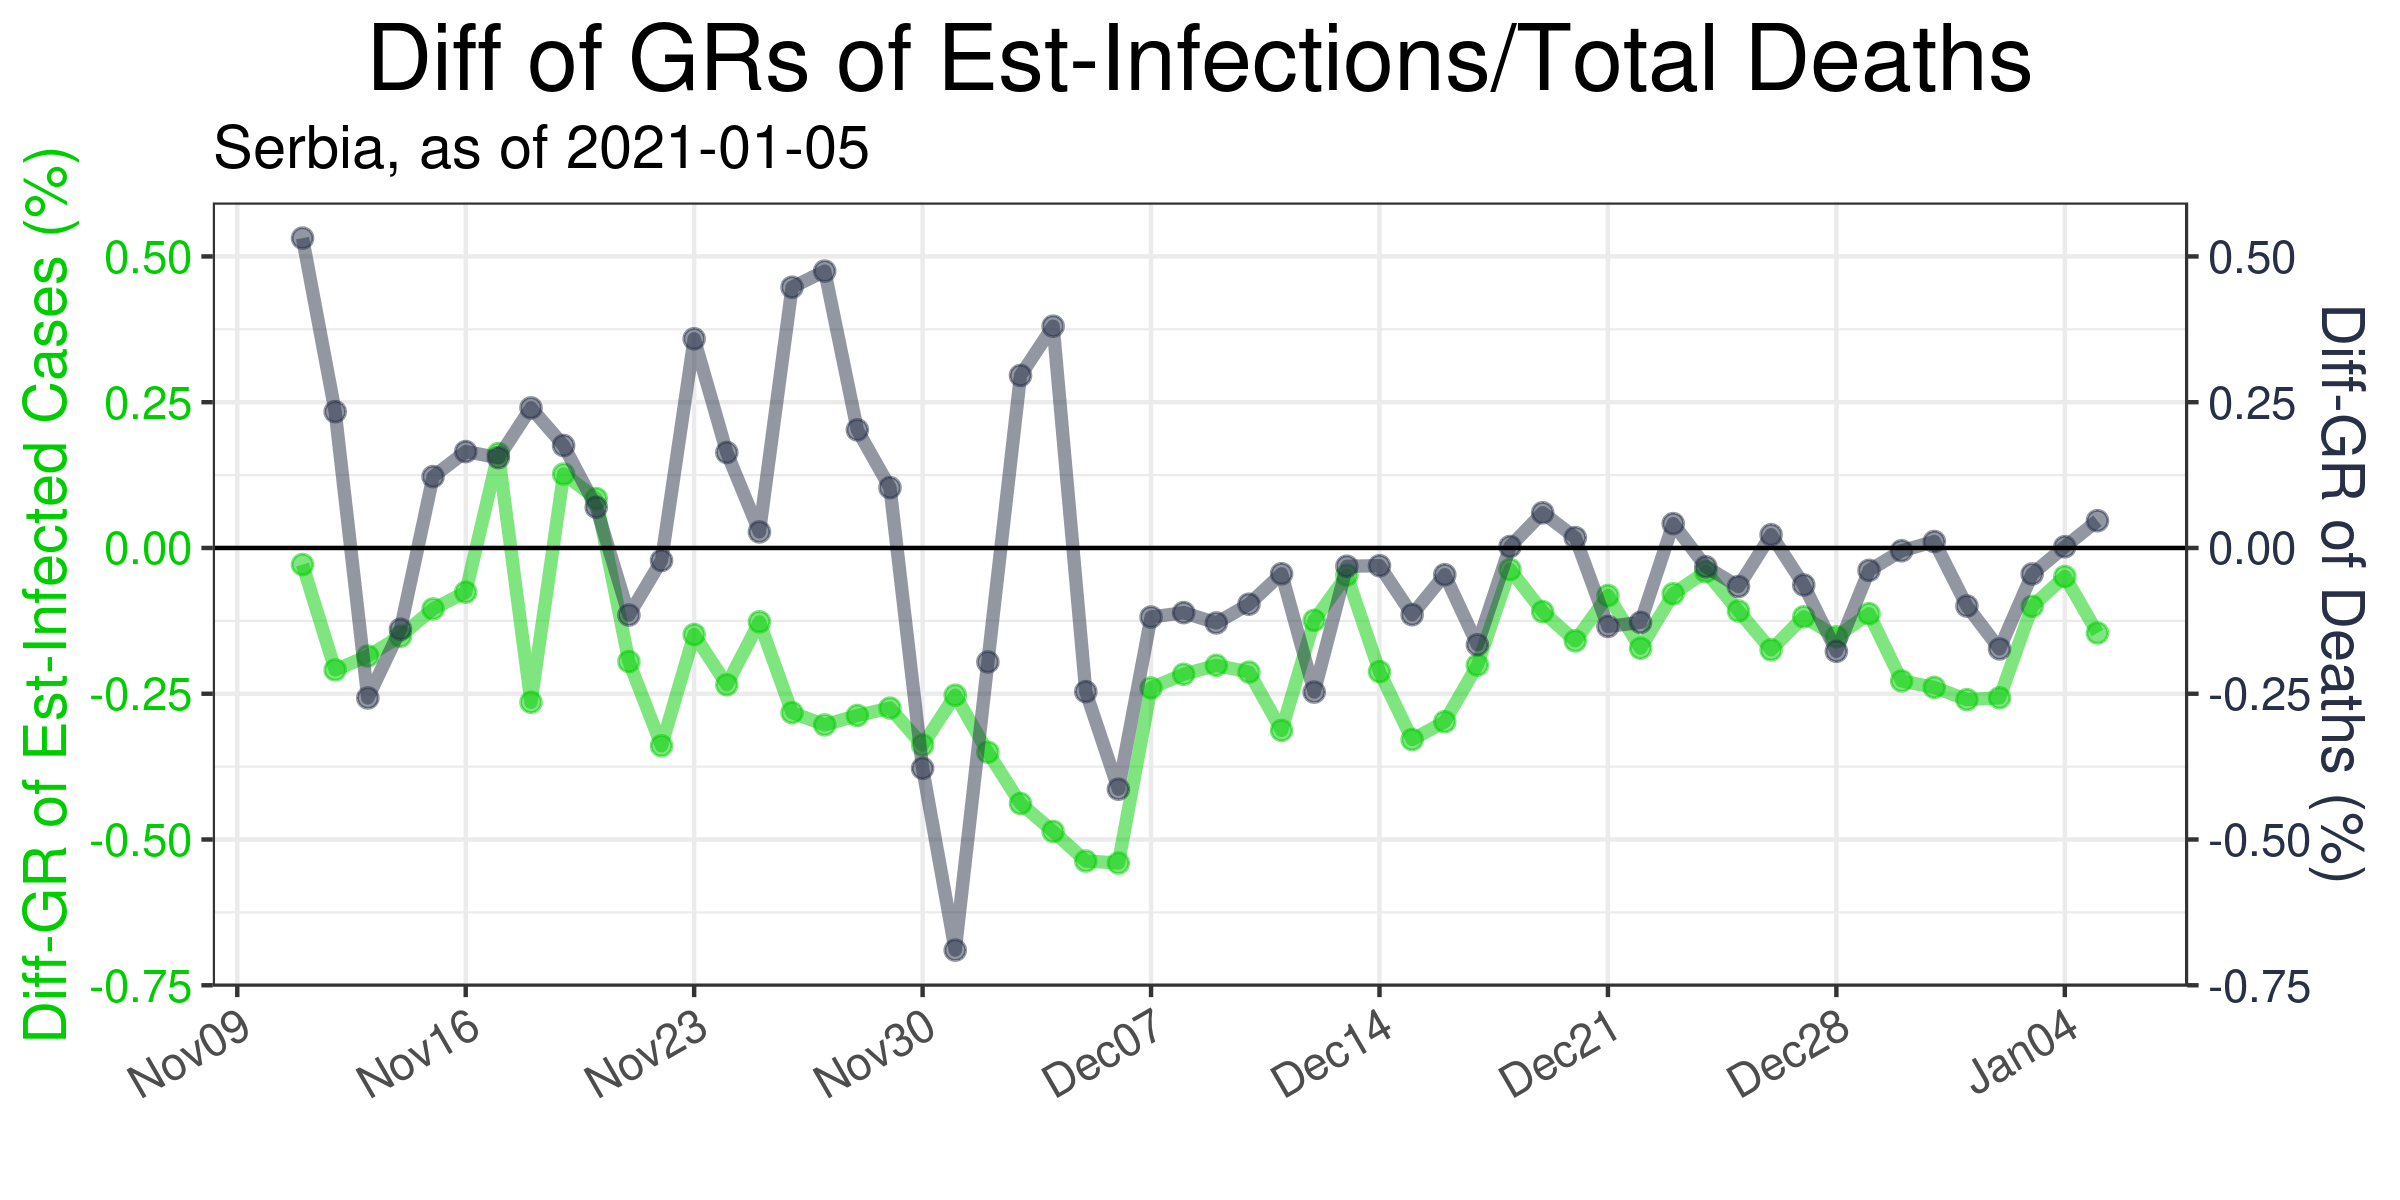 Diff of GRs of Est-Infections/Total Deaths
Serbia, as of 2021-01-05
Diff-GR of Est-Infected Cases (%)
0.50
0.25
0.00
-0.25
-0.50
-0.75
0.50
0.25
0.00
-0.25
-0.50
-0.75
Diff-GR of Deaths (%)
Nov09
Nov16
Nov23
Nov30
Dec07
Dec14
Dec21
Dec28
Jan04